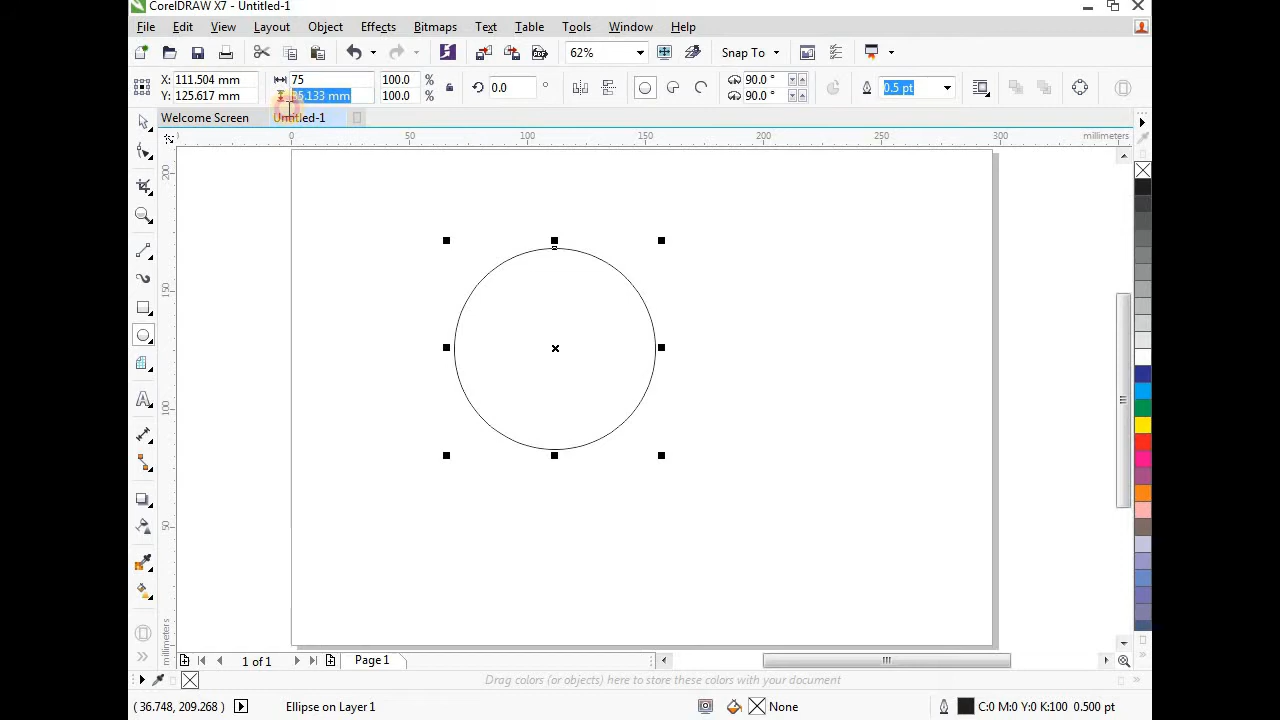 CorelDRAW X7 - Untitled-1
File Edit View Layout Object Effects Bitmaps Text Table Tools Window Help
62% Snap To
X: 111.504 mm 75 100.0 % 0.0 ° 90.0 ° 0.5 pt
Y: 125.617 mm 85.133 mm 100.0 % 90.0 °
Welcome Screen Untitled-1
0 50 100 150 200 250 300 millimeters
200
150
100
50
millimeters
1 of 1 Page 1
Drag colors (or objects) here to store these colors with your document
( 36.748, 209.268 ) Ellipse on Layer 1 None C:0 M:0 Y:0 K:100 0.500 pt